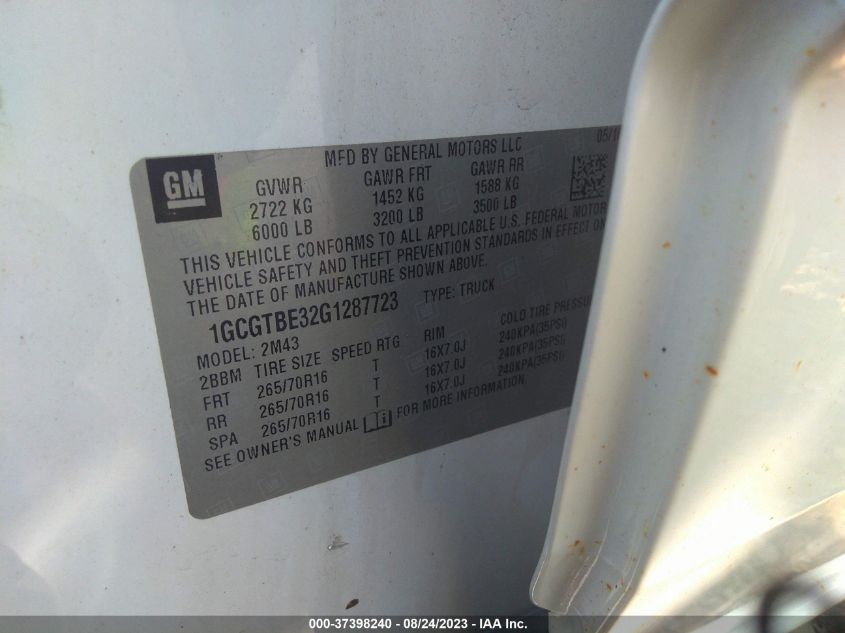 MFD BY GENERAL MOTORS LLC 05/1
GM
GVWR GAWR FRT GAWR RR
2722 KG 1452 KG 1588 KG
6000 LB 3200 LB 3500 LB
THIS VEHICLE CONFORMS TO ALL APPLICABLE U.S. FEDERAL MOTOR
VEHICLE SAFETY AND THEFT PREVENTION STANDARDS IN EFFECT ON
THE DATE OF MANUFACTURE SHOWN ABOVE.
1GCGTBE32G1287723 TYPE: TRUCK
MODEL: 2M43
2BBM TIRE SIZE SPEED RTG RIM COLD TIRE PRESSU
FRT 265/70R16 T 16X7.0J 240KPA(35PSI)
RR 265/70R16 T 16X7.0J 240KPA(35PSI)
SPA 265/70R16 T 16X7.0J 240KPA(35PSI)
SEE OWNER'S MANUAL i FOR MORE INFORMATION.
000-37398240 - 08/24/2023 - IAA Inc.